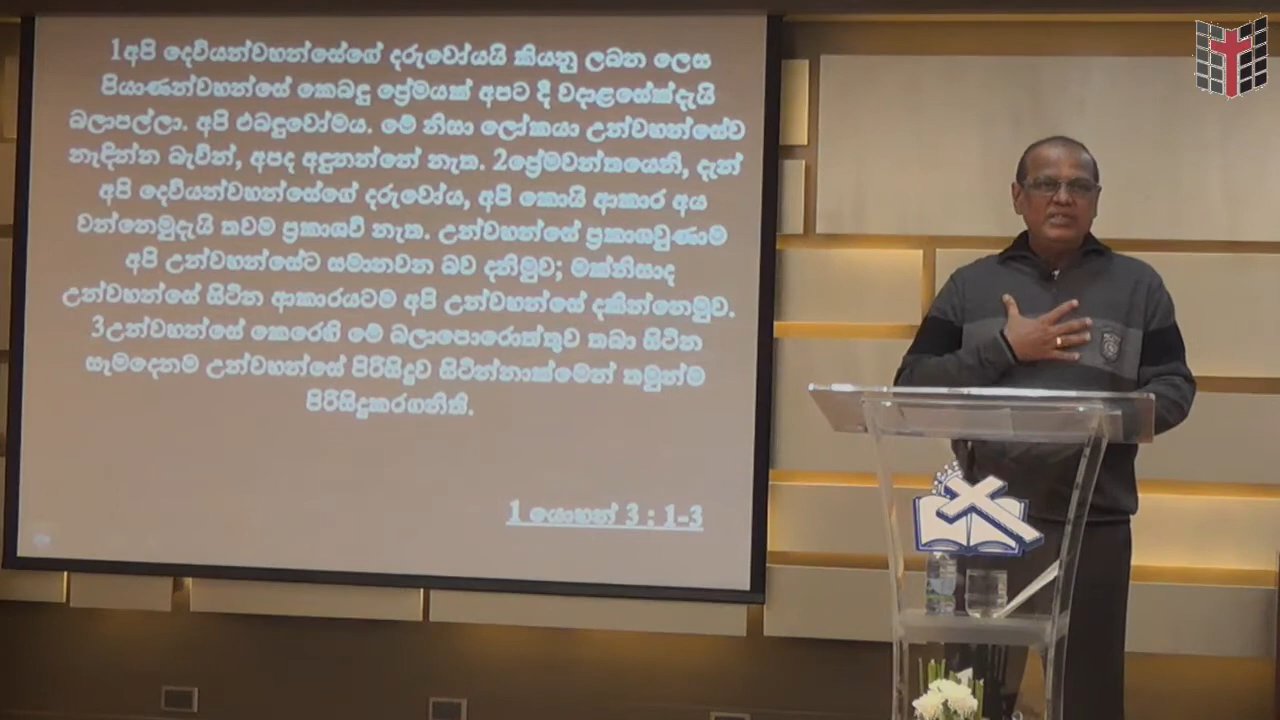 1අපි දෙවියන්වහන්සේගේ දරුවෝයයි කියනු ලබන ලෙස
පියාණන්වහන්සේ කෙබඳු ප්‍රේමයක් අපට දී වදාළසේක්දැයි
බලාපල්ලා. අපි එබඳුවෝමය. මේ නිසා ලෝකයා උන්වහන්සේව
නැදින්න බැවින්, අපද අදුනන්නේ නැත. 2ප්‍රේමවන්තයෙනි, දැන්
අපි දෙවියන්වහන්සේගේ දරුවෝය, අපි කොයි ආකාර අය
වන්නෙමුදැයි තවම ප්‍රකාශවී නැත. උන්වහන්සේ ප්‍රකාශවුණාම
අපි උන්වහන්සේට සමානවන බව දනිමුව; මක්නිසාද
උන්වහන්සේ සිටින ආකාරයටම අපි උන්වහන්සේ දකින්නෙමුව.
3උන්වහන්සේ කෙරෙහි මේ බලාපොරොත්තුව තබා සිටින
සෑමදෙනම උන්වහන්සේ පිරිසිදුව සිටින්නාක්මෙන් තමුන්ම
පිරිසිදුකරගනිති.
1 යොහන් 3 : 1-3